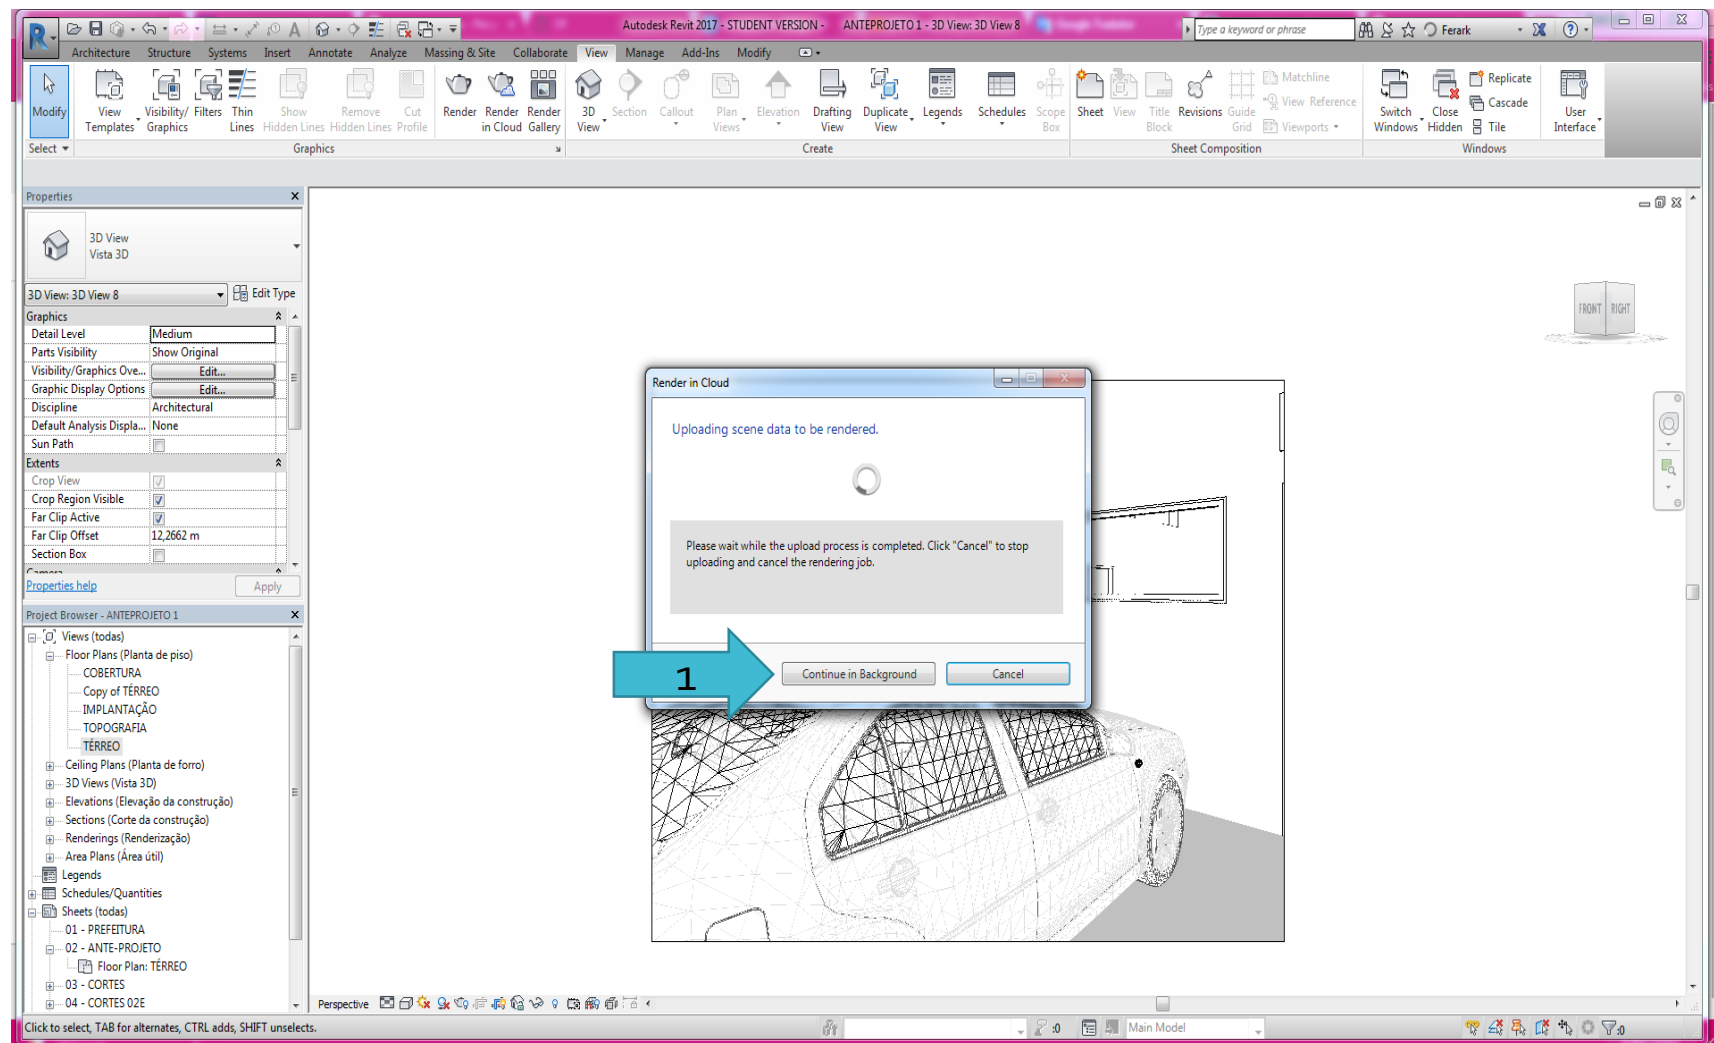 Autodesk Revit 2017 - STUDENT VERSION - ANTEPROJETO 1 - 3D View: 3D View 8
Type a keyword or phrase
Ferark
Architecture Structure Systems Insert Annotate Analyze Massing & Site Collaborate View Manage Add-Ins Modify
Modify
View Templates
Visibility/ Graphics
Filters
Thin Lines
Show Hidden Lines
Remove Hidden Lines
Cut Profile
Render
Render in Cloud
Render Gallery
3D View
Section
Callout
Plan Views
Elevation
Drafting View
Duplicate View
Legends
Schedules
Scope Box
Sheet
View
Title Block
Revisions
Guide Grid
Matchline
View Reference
Viewports
Switch Windows
Close Hidden
Replicate
Cascade
Tile
User Interface
Select
Graphics
Create
Sheet Composition
Windows
Properties
3D View
Vista 3D
3D View: 3D View 8
Edit Type
Graphics
Detail Level Medium
Parts Visibility Show Original
Visibility/Graphics Ove... Edit...
Graphic Display Options Edit...
Discipline Architectural
Default Analysis Displa... None
Sun Path
Extents
Crop View
Crop Region Visible
Far Clip Active
Far Clip Offset 12,2662 m
Section Box
Camera
Properties help
Apply
Project Browser - ANTEPROJETO 1
Views (todas)
Floor Plans (Planta de piso)
COBERTURA
Copy of TÉRREO
IMPLANTAÇÃO
TOPOGRAFIA
TÉRREO
Ceiling Plans (Planta de forro)
3D Views (Vista 3D)
Elevations (Elevação da construção)
Sections (Corte da construção)
Renderings (Renderização)
Area Plans (Área útil)
Legends
Schedules/Quantities
Sheets (todas)
01 - PREFEITURA
02 - ANTE-PROJETO
Floor Plan: TÉRREO
03 - CORTES
04 - CORTES 02E
FRONT RIGHT
Render in Cloud
Uploading scene data to be rendered.
Please wait while the upload process is completed. Click "Cancel" to stop
uploading and cancel the rendering job.
1
Continue in Background
Cancel
Perspective
Click to select, TAB for alternates, CTRL adds, SHIFT unselects.
:0
Main Model
:0